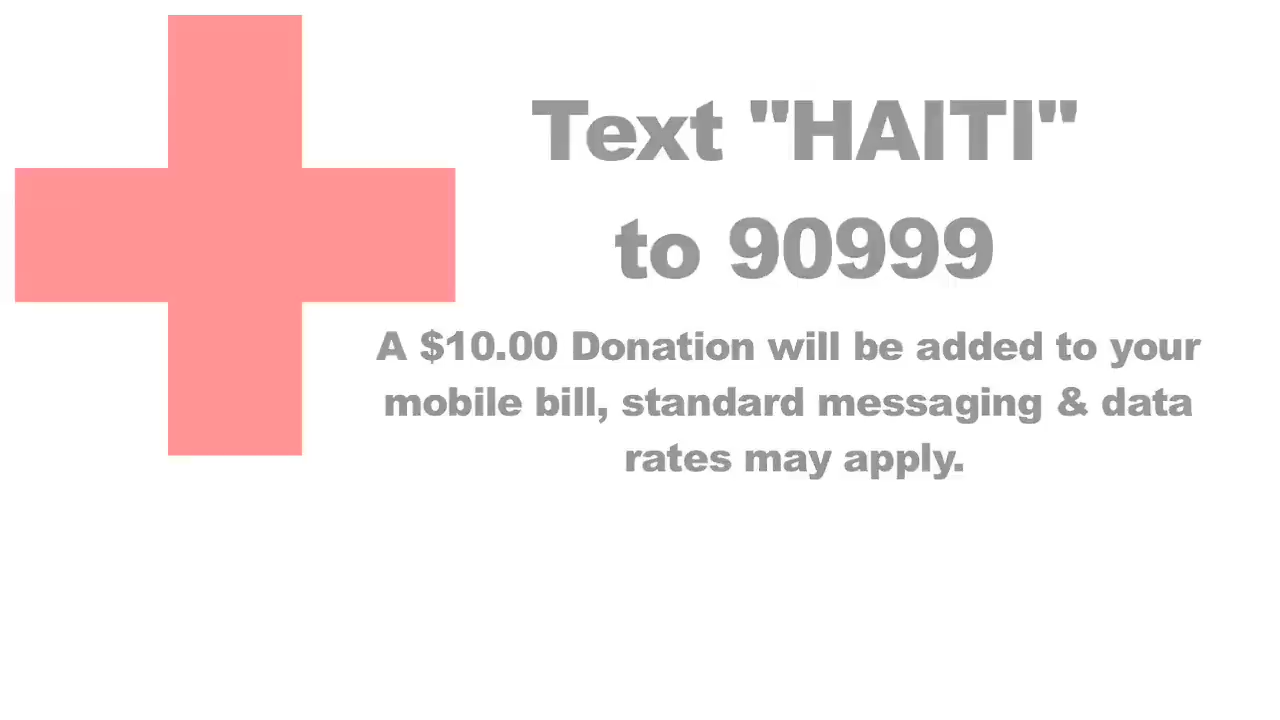 Text "HAITI"
to 90999
A $10.00 Donation will be added to your
mobile bill, standard messaging & data
rates may apply.